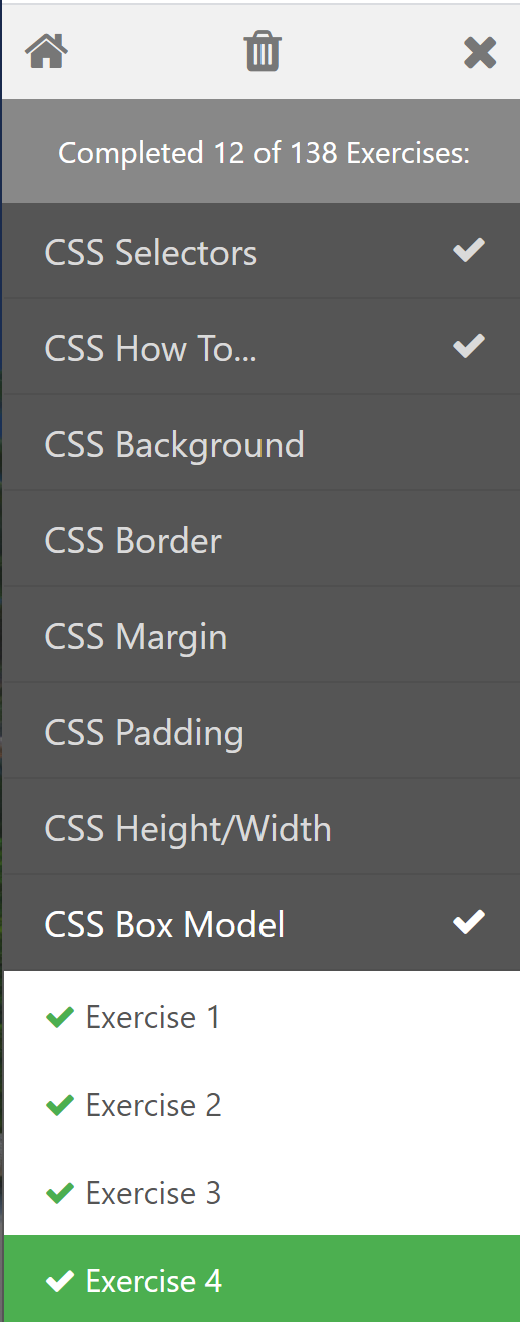 Completed 12 of 138 Exercises:
CSS Selectors
CSS How To...
CSS Background
CSS Border
CSS Margin
CSS Padding
CSS Height/Width
CSS Box Model
Exercise 1
Exercise 2
Exercise 3
Exercise 4